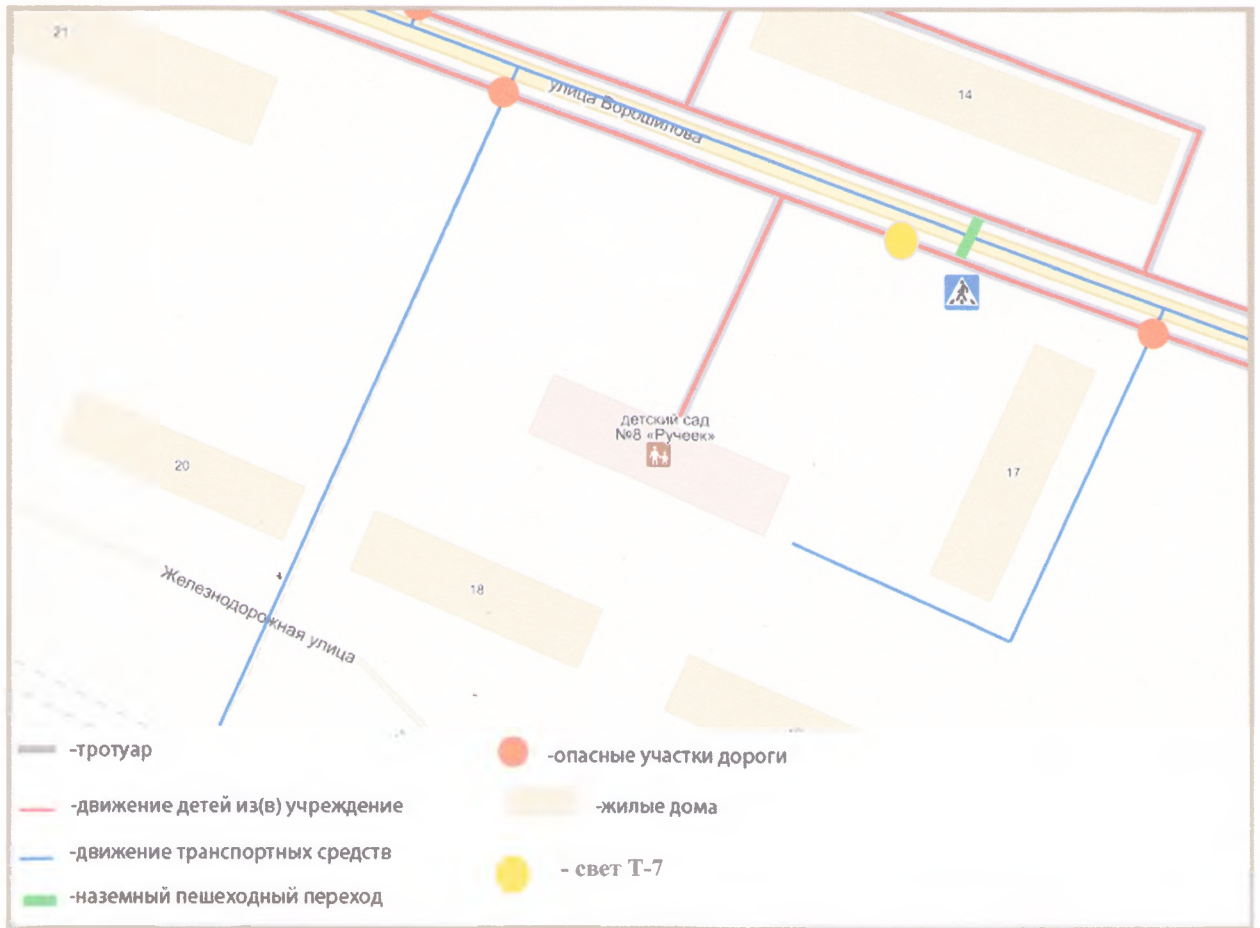 21
14
улица Ворошилова
детский сад
№8 «Ручеек»
20
17
18
Железнодорожная улица
-тротуар
-опасные участки дороги
-движение детей из(в) учреждение
-жилые дома
-движение транспортных средств
- свет Т-7
-наземный пешеходный переход